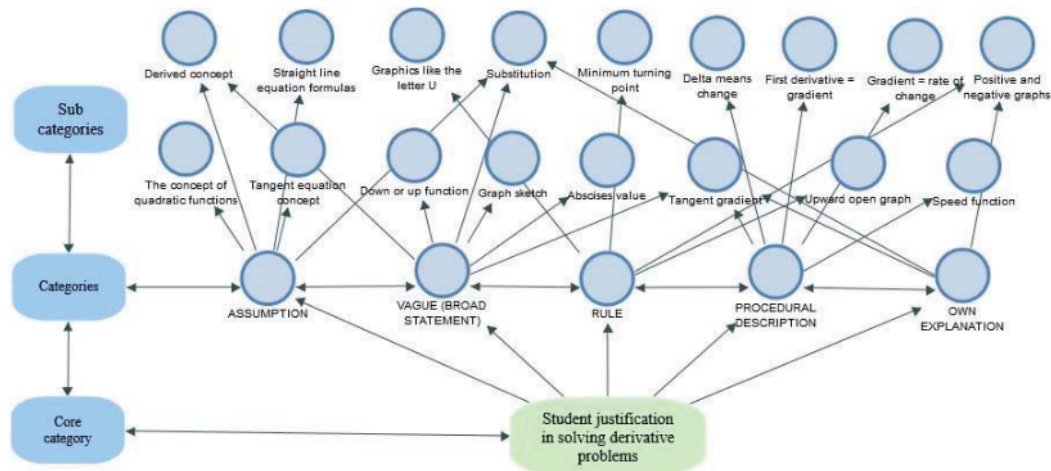 Derived concept
Straight line
equation formulas
Graphics like the
letter U
Substitution
Minimum turning
point
Delta means
change
First derivative =
gradient
Gradient = rate of
change
Positive and
negative graphs
Sub
categories
The concept of
quadratic functions
Tangent equation
concept
Down or up function
Graph sketch
Abscises value
Tangent gradient
Upward open graph
Speed function
Categories
ASSUMPTION
VAGUE (BROAD
STATEMENT)
RULE
PROCEDURAL
DESCRIPTION
OWN
EXPLANATION
Core
category
Student justification
in solving derivative
problems